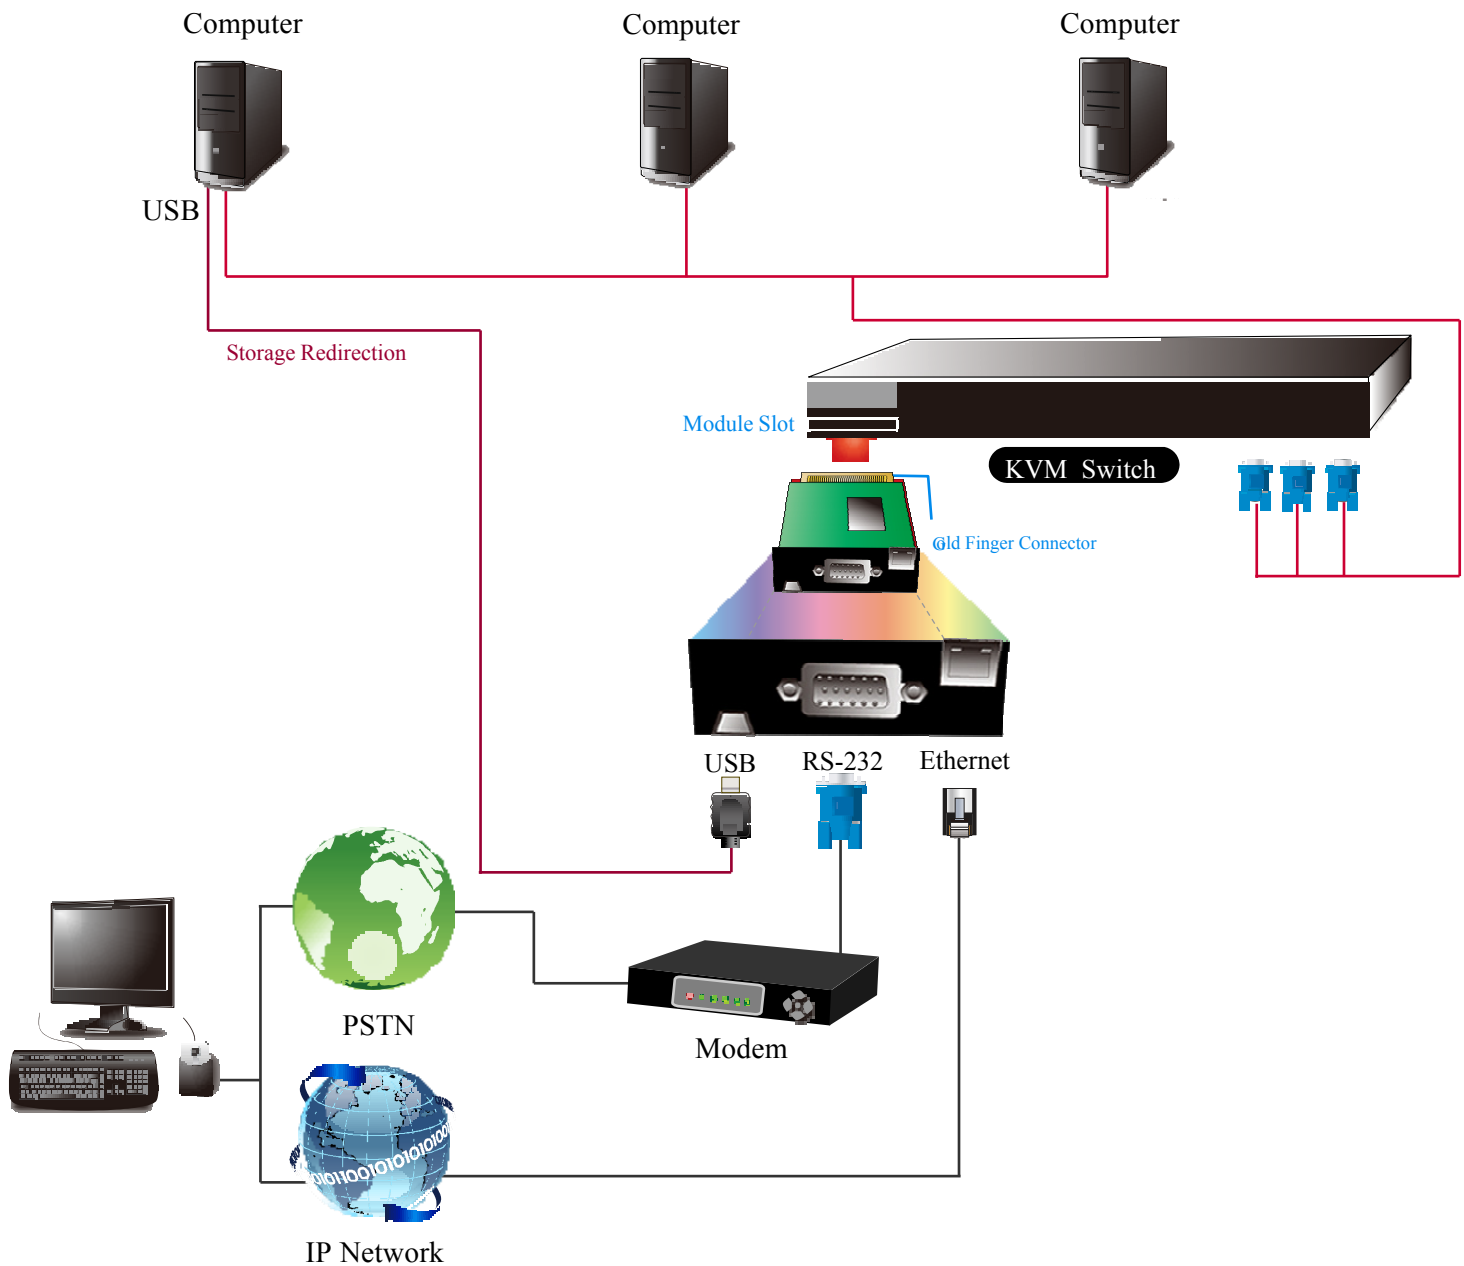 Computer
Computer
Computer
USB
Storage Redirection
Module Slot
KVM Switch
Gold Finger Connector
USB
RS-232
Ethernet
PSTN
Modem
IP Network